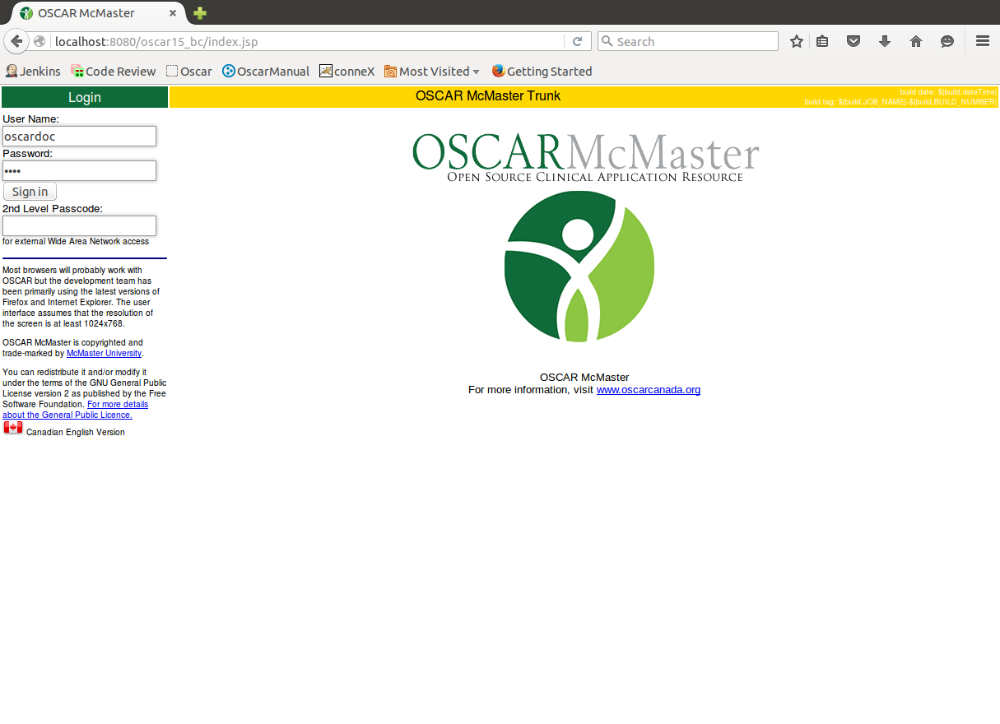 OSCAR McMaster
localhost:8080/oscar15_bc/index.jsp
Search
Jenkins Code Review Oscar OscarManual conneX Most Visited Getting Started
Login
OSCAR McMaster Trunk
build date: ${build.dateTime}
build tag: ${build.JOB_NAME}-${build.BUILD_NUMBER}
User Name:
oscardoc
Password:
••••
Sign in
2nd Level Passcode:
for external Wide Area Network access
Most browsers will probably work with
OSCAR but the development team has
been primarily using the latest versions of
Firefox and Internet Explorer. The user
interface assumes that the resolution of
the screen is at least 1024x768.
OSCAR McMaster is copyrighted and
trade-marked by McMaster University.
You can redistribute it and/or modify it
under the terms of the GNU General Public
License version 2 as published by the Free
Software Foundation. For more details
about the General Public Licence.
Canadian English Version
OSCARMcMaster
Open Source Clinical Application Resource
OSCAR McMaster
For more information, visit www.oscarcanada.org